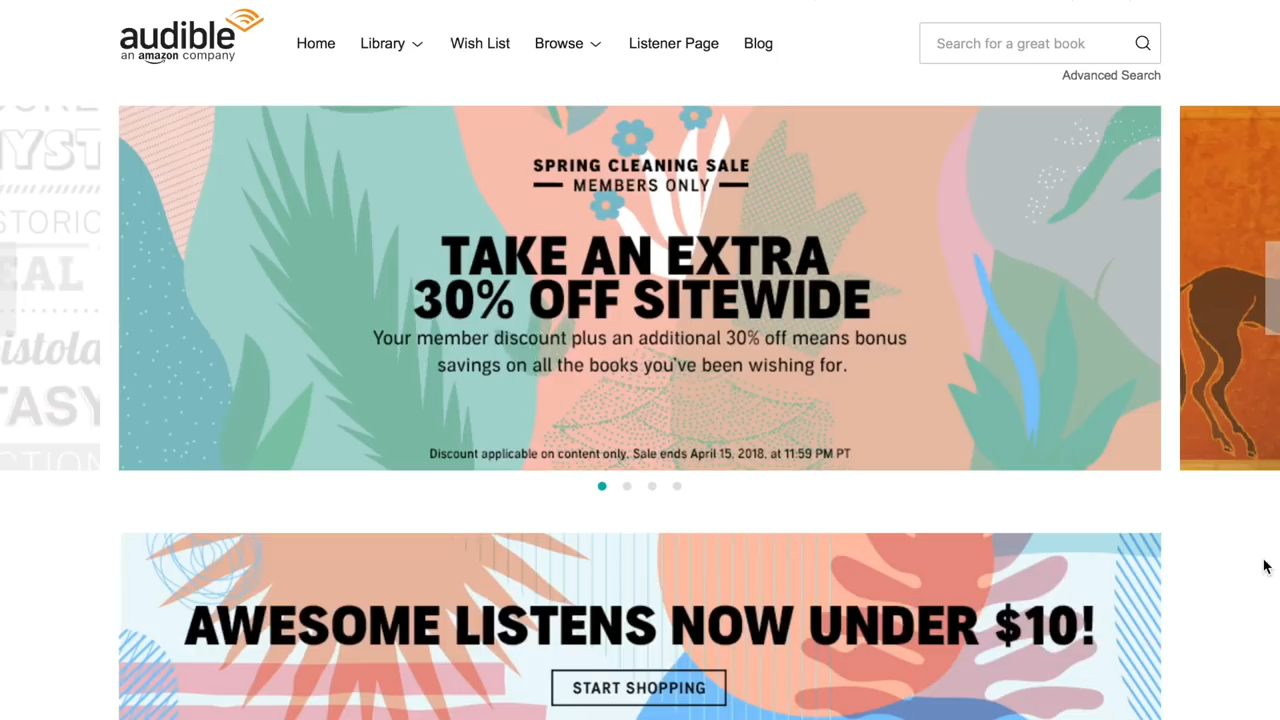 audible
an amazon company
Home
Library
Wish List
Browse
Listener Page
Blog
Search for a great book
Advanced Search
SPRING CLEANING SALE
MEMBERS ONLY
TAKE AN EXTRA
30% OFF SITEWIDE
Your member discount plus an additional 30% off means bonus
savings on all the books you've been wishing for.
Discount applicable on content only. Sale ends April 15, 2018, at 11:59 PM PT
AWESOME LISTENS NOW UNDER $10!
START SHOPPING